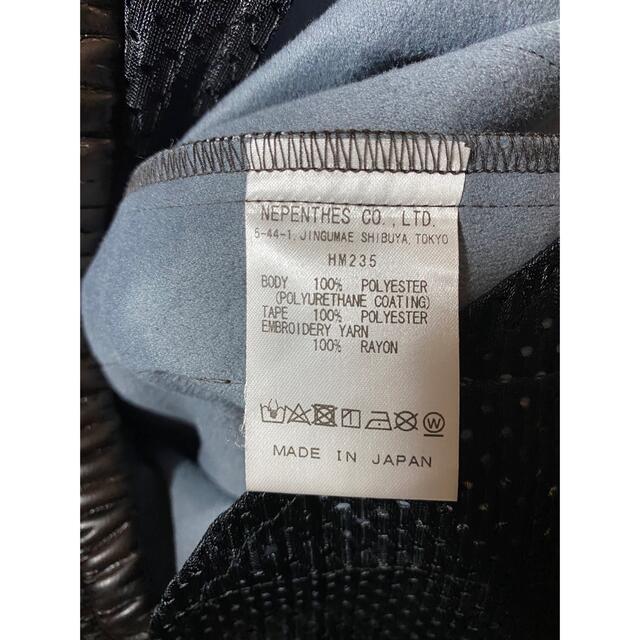 NEPENTHES CO., LTD.
5-44-1, JINGUMAE SHIBUYA, TOKYO
HM235
BODY 100% POLYESTER
(POLYURETHANE COATING)
TAPE 100% POLYESTER
EMBROIDERY YARN
100% RAYON
W
MADE IN JAPAN